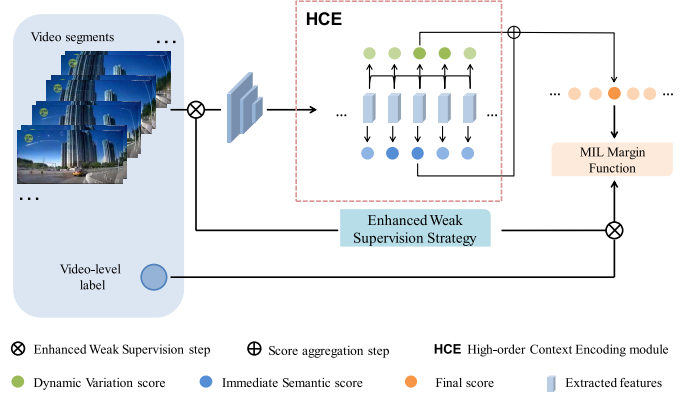 Video segments
...
...
HCE
...
...
...
...
MIL Margin
Function
Enhanced Weak
Supervision Strategy
Video-level
label
Enhanced Weak Supervision step
Score aggregation step
HCE High-order Context Encoding module
Dynamic Variation score
Immediate Semantic score
Final score
Extracted features